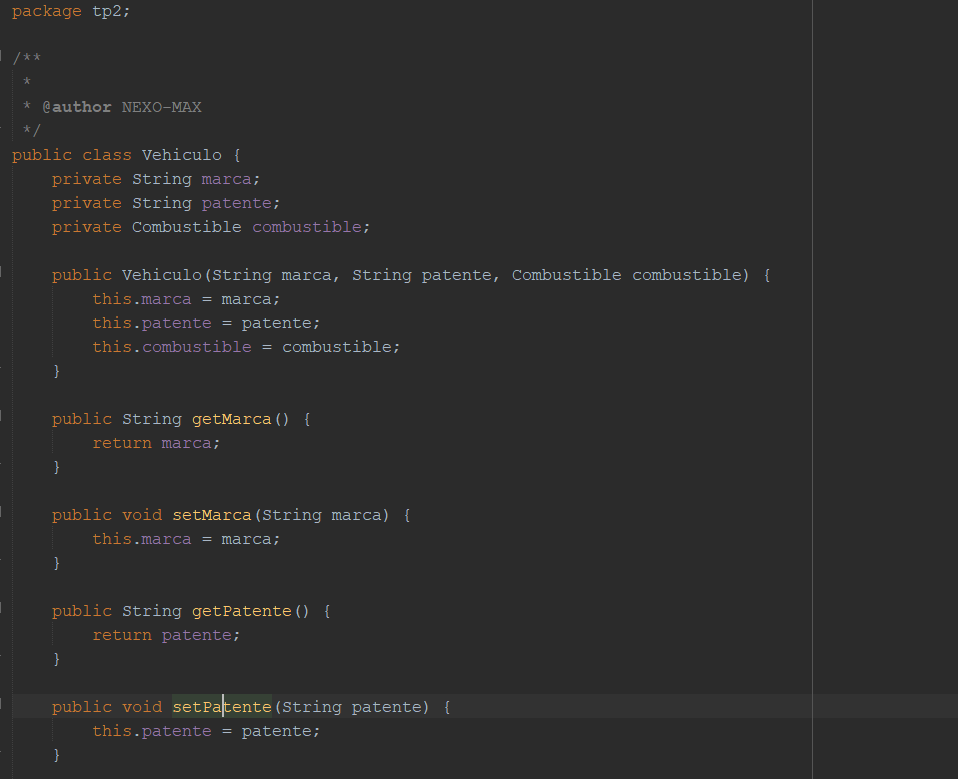 package tp2;
/**
*
* @author NEXO-MAX
*/
public class Vehiculo {
private String marca;
private String patente;
private Combustible combustible;
public Vehiculo(String marca, String patente, Combustible combustible) {
this.marca = marca;
this.patente = patente;
this.combustible = combustible;
}
public String getMarca() {
return marca;
}
public void setMarca(String marca) {
this.marca = marca;
}
public String getPatente() {
return patente;
}
public void setPatente(String patente) {
this.patente = patente;
}